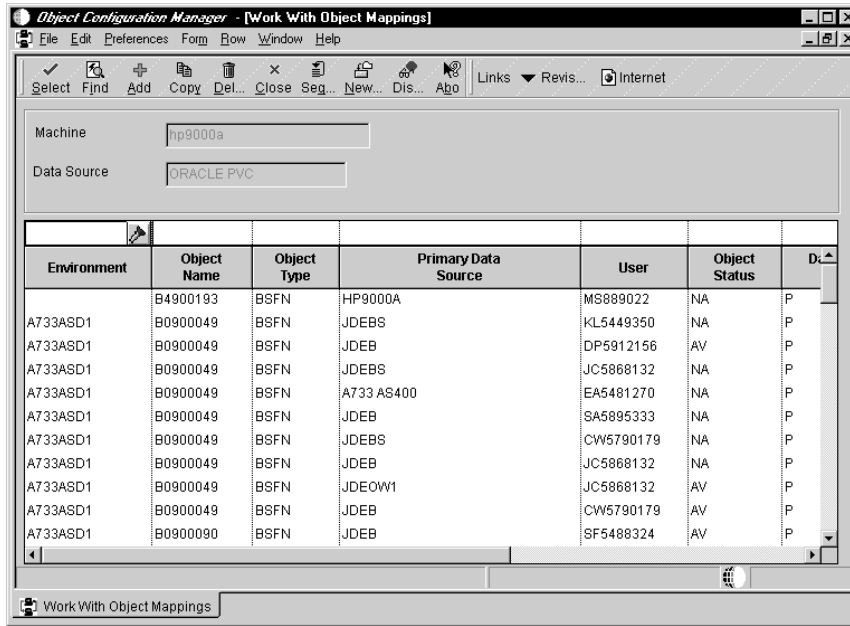 Object Configuration Manager - [Work With Object Mappings]
File Edit Preferences Form Row Window Help
Select Find Add Copy Del... Close Seq... New... Dis... Abo Links Revis... Internet
Machine hp9000a
Data Source ORACLE PVC
Environment Object Name Object Type Primary Data Source User Object Status Da
B4900193 BSFN HP9000A MS889022 NA P
A733ASD1 B0900049 BSFN JDEBS KL5449350 NA P
A733ASD1 B0900049 BSFN JDEB DP5912156 AV P
A733ASD1 B0900049 BSFN JDEBS JC5868132 NA P
A733ASD1 B0900049 BSFN A733 AS400 EA5481270 NA P
A733ASD1 B0900049 BSFN JDEB SA5895333 NA P
A733ASD1 B0900049 BSFN JDEBS CW5790179 NA P
A733ASD1 B0900049 BSFN JDEB JC5868132 NA P
A733ASD1 B0900049 BSFN JDEOW1 JC5868132 AV P
A733ASD1 B0900049 BSFN JDEB CW5790179 AV P
A733ASD1 B0900090 BSFN JDEB SF5488324 AV P
Work With Object Mappings